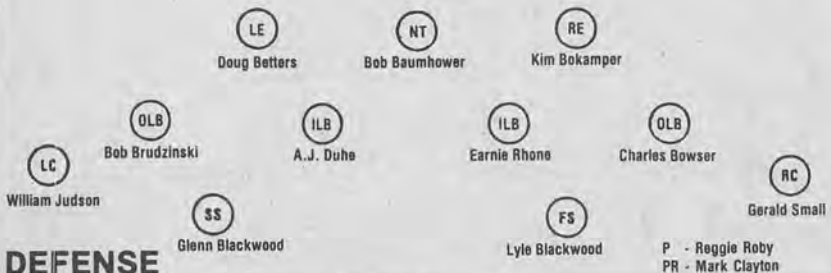 LE NT RE
Doug Betters Bob Baumhower Kim Bokamper
OLB ILB ILB OLB
Bob Brudzinski A.J. Duhe Earnie Rhone Charles Bowser
LC RC
William Judson Gerald Small
SS FS
Glenn Blackwood Lyle Blackwood
P - Reggie Roby
DEFENSE PR - Mark Clayton